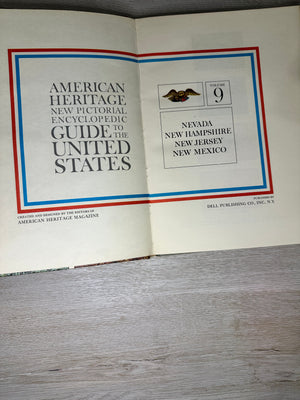 AMERICAN
HERITAGE
NEW PICTORIAL
ENCYCLOPEDIC
GUIDE TO THE
UNITED
STATES
CREATED AND DESIGNED BY THE EDITORS OF
AMERICAN HERITAGE MAGAZINE
VOLUME
9
NEVADA
NEW HAMPSHIRE
NEW JERSEY
NEW MEXICO
PUBLISHED BY
DELL PUBLISHING CO., INC., N.Y.